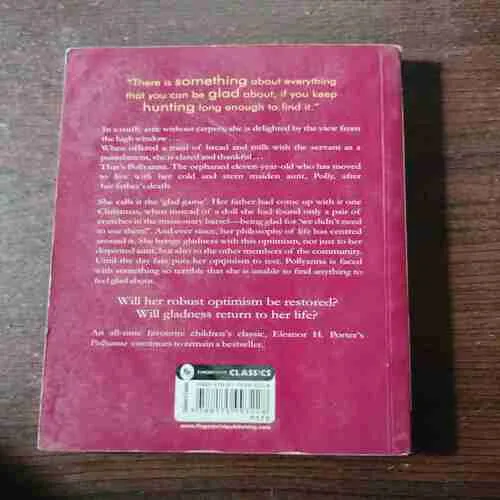 "There is something about everything
that you can be glad about, if you keep
hunting long enough to find it."
In a stuffy attic without carpet, she is delighted by the view from
the high window...
When offered a meal of bread and milk with the servant as a
punishment, she is elated and thankful...
That's Pollyanna. The orphaned eleven-year-old who has moved
to live with her cold and stern maiden aunt, Polly, after
her father's death.
She calls it the 'glad game'. Her father had come up with it one
Christmas, when instead of a doll she had found only a pair of
crutches in the missionary barrel—being glad for "we didn't need
to use them". And ever since, her philosophy of life has centred
around it. She brings gladness with this optimism, not just to her
dispirited aunt, but also to the other members of the community.
Until the day fate puts her optimism to test. Pollyanna is faced
with something so terrible that she is unable to find anything to
feel glad about.
Will her robust optimism be restored?
Will gladness return to her life?
An all-time favourite children's classic, Eleanor H. Porter's
Pollyanna continues to remain a bestseller.
FINGERPRINT! CLASSICS
www.fingerprintpublishing.com